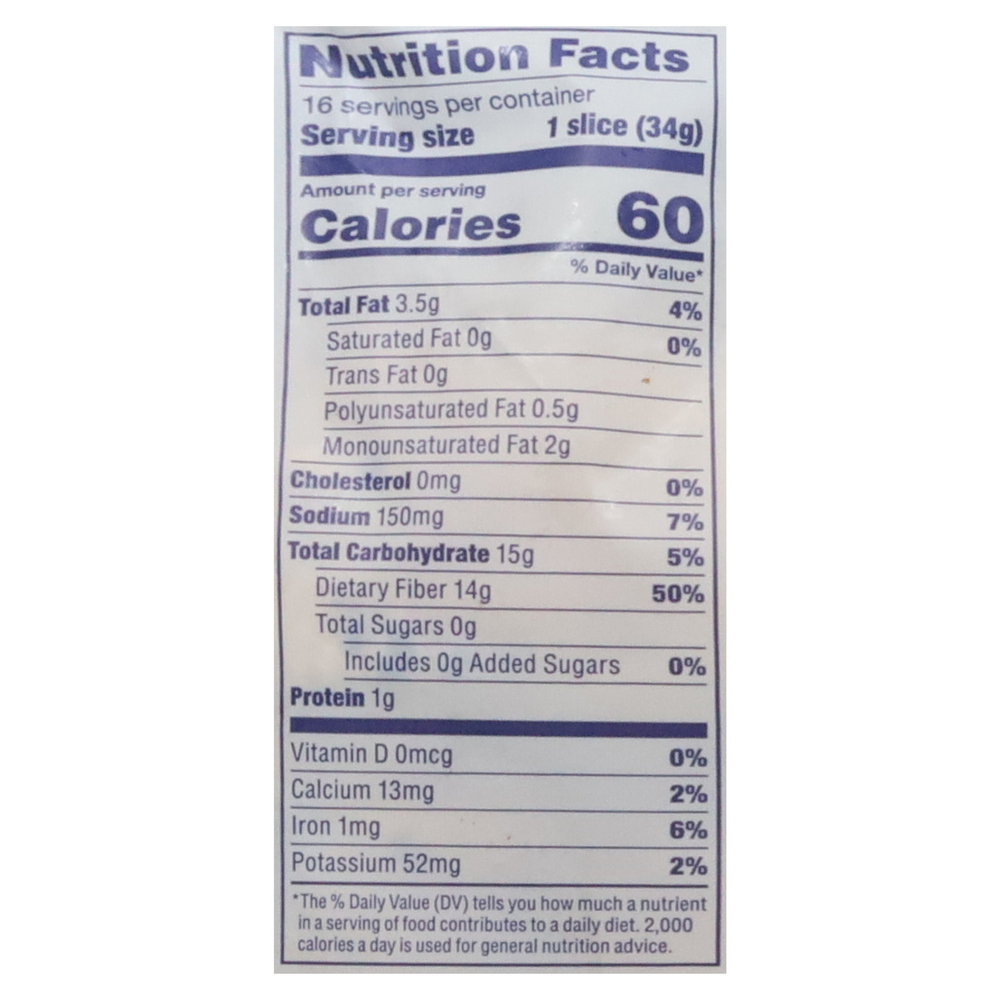 Nutrition Facts
16 servings per container
Serving size 1 slice (34g)
Amount per serving
Calories 60
% Daily Value*
Total Fat 3.5g 4%
Saturated Fat 0g 0%
Trans Fat 0g
Polyunsaturated Fat 0.5g
Monounsaturated Fat 2g
Cholesterol 0mg 0%
Sodium 150mg 7%
Total Carbohydrate 15g 5%
Dietary Fiber 14g 50%
Total Sugars 0g
Includes 0g Added Sugars 0%
Protein 1g
Vitamin D 0mcg 0%
Calcium 13mg 2%
Iron 1mg 6%
Potassium 52mg 2%
*The % Daily Value (DV) tells you how much a nutrient
in a serving of food contributes to a daily diet. 2,000
calories a day is used for general nutrition advice.